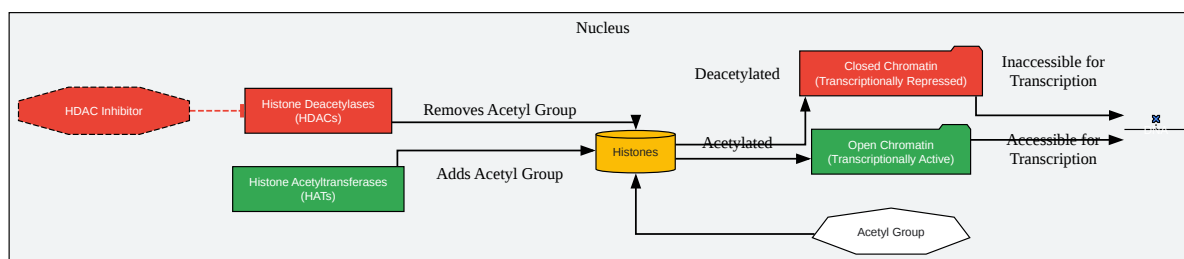 Nucleus
HDAC Inhibitor
Histone Deacetylases
(HDACs)
Removes Acetyl Group
Histone Acetyltransferases
(HATs)
Adds Acetyl Group
Histones
Deacetylated
Acetylated
Closed Chromatin
(Transcriptionally Repressed)
Open Chromatin
(Transcriptionally Active)
Inaccessible for
Transcription
Accessible for
Transcription
Acetyl Group